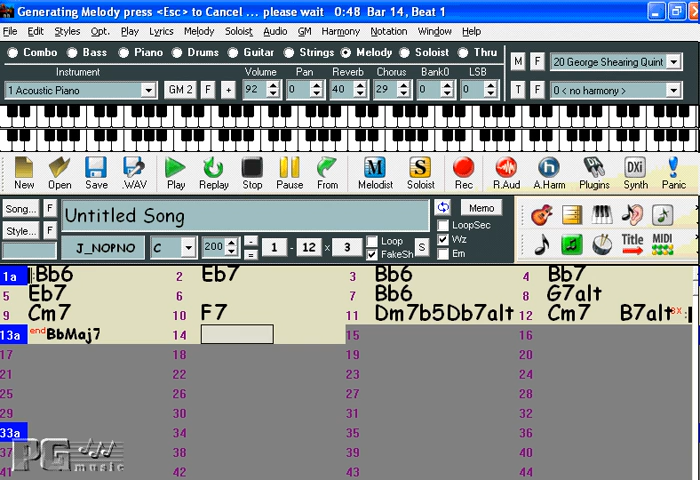 Generating Melody press <Esc> to Cancel ... please wait 0:48 Bar 14, Beat 1
File Edit Styles Opt. Play Lyrics Melody Soloist Audio GM Harmony Notation Window Help
Combo Bass Piano Drums Guitar Strings Melody Soloist Thru
M F 20 George Shearing Quint
Instrument Volume Pan Reverb Chorus Bank0 LSB
1 Acoustic Piano GM 2 F + 92 0 40 29 0 0 T F 0 < no harmony >
New Open Save .WAV Play Replay Stop Pause From Melodist Soloist Rec R.Aud A.Harm Plugins Synth Panic
M S h DXi
Song... F Untitled Song Memo
LoopSec
Style... F Wz
J_NOPNO C 200 - = 1 - 12 x 3 Loop FakeSh S Em Title MIDI
1a Bb6 2 Eb7 3 Bb6 4 Bb7
5 Eb7 6 7 Bb6 8 G7alt
9 Cm7 10 F7 11 Dm7b5Db7alt 12 Cm7 B7alt
13a end BbMaj7 14 15 16
17 18 19 20
21 22 23 24
25 26 27 28
29 30 31 32
33a 34 35 36
37 38 39 40
41 42 43 44
PG music